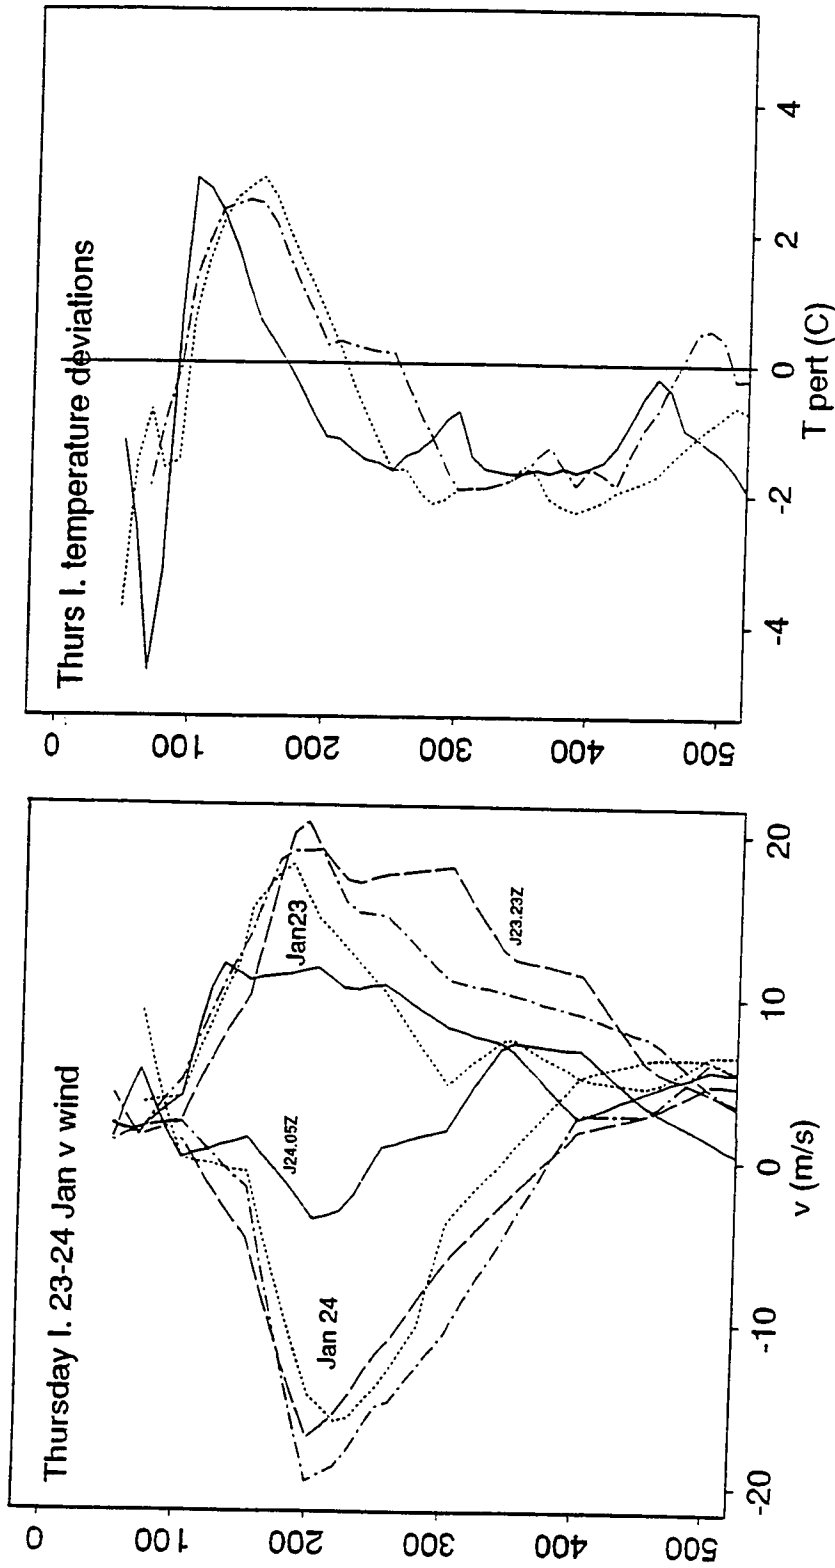 Thursday I. 23-24 Jan v wind
0
100
200
300
400
500
Jan23
J23.23Z
J24.05Z
Jan 24
-20
-10
0
10
20
v (m/s)
Thurs I. temperature deviations
0
100
200
300
400
500
-4
-2
0
2
4
T pert (C)